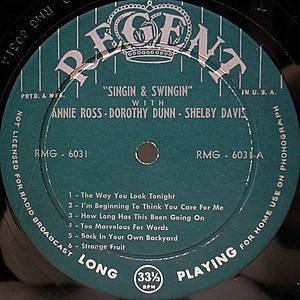 REGENT
PRTD. & MFR.
IN U.S.A.
"SINGIN & SWINGIN"
WITH
ANNIE ROSS - DOROTHY DUNN - SHELBY DAVIS
RMG - 6031
RMG - 6031-A
1 - The Way You Look Tonight
2 - I'm Beginning To Think You Care For Me
3 - How Long Has This Been Going On
4 - Too Marvelous For Words
5 - Back In Your Own Backyard
6 - Strange Fruit
NOT LICENSED FOR RADIO BROADCAST
FOR HOME USE ON PHONOGRAPH
LONG
33⅓
RPM
PLAYING